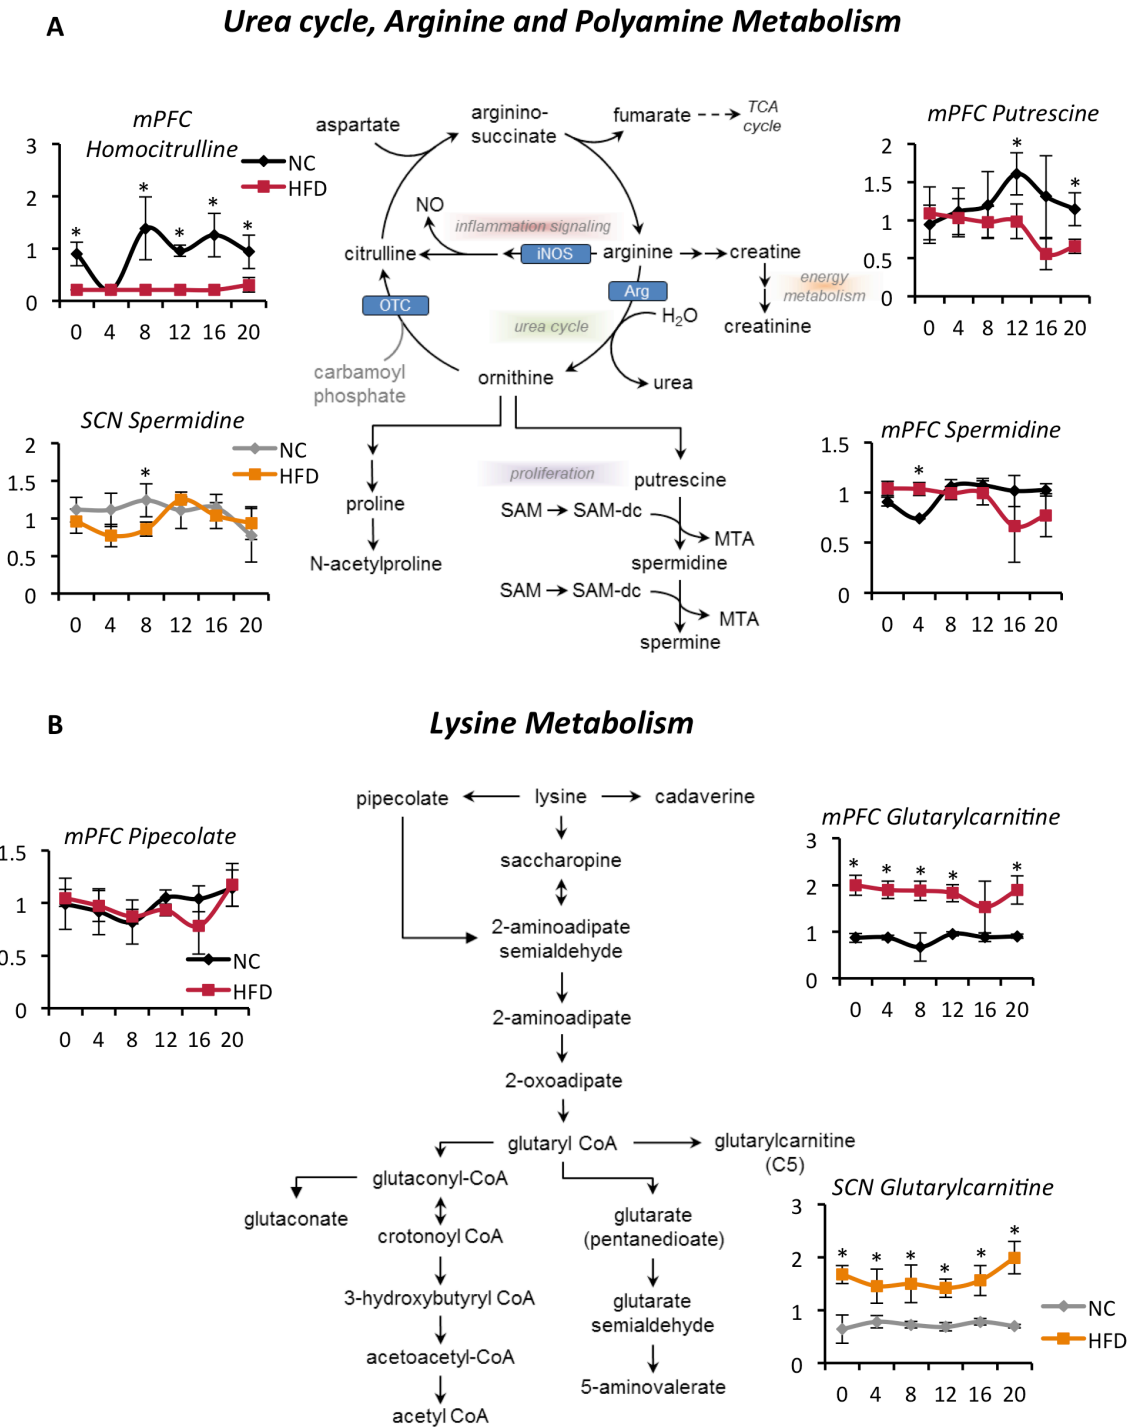 A
Urea cycle, Arginine and Polyamine Metabolism
mPFC
Homocitrulline
3
2
1
0
* * * * *
NC
HFD
0 4 8 12 16 20
aspartate
arginino-
succinate
fumarate
TCA
cycle
NO
inflammation signaling
citrulline
iNOS
arginine
creatine
energy
metabolism
creatinine
OTC
Arg
urea cycle
H2O
carbamoyl
phosphate
ornithine
urea
mPFC Putrescine
2
1.5
1
0.5
0
* *
0 4 8 12 16 20
SCN Spermidine
2
1.5
1
0.5
0
*
NC
HFD
0 4 8 12 16 20
proliferation
proline
N-acetylproline
putrescine
SAM SAM-dc
MTA
spermidine
SAM SAM-dc
MTA
spermine
mPFC Spermidine
1.5
1
0.5
0
*
0 4 8 12 16 20
B
Lysine Metabolism
pipecolate
lysine
cadaverine
saccharopine
2-aminoadipate
semialdehyde
2-aminoadipate
2-oxoadipate
glutaryl CoA
glutarylcarnitine
(C5)
glutaconyl-CoA
glutaconate
crotonoyl CoA
3-hydroxybutyryl CoA
acetoacetyl-CoA
acetyl CoA
glutarate
(pentanedioate)
glutarate
semialdehyde
5-aminovalerate
mPFC Pipecolate
1.5
1
0.5
0
NC
HFD
0 4 8 12 16 20
mPFC Glutarylcarnitine
3
2
1
0
* * * * *
0 4 8 12 16 20
SCN Glutarylcarnitine
3
2
1
0
* * * * * *
NC
HFD
0 4 8 12 16 20